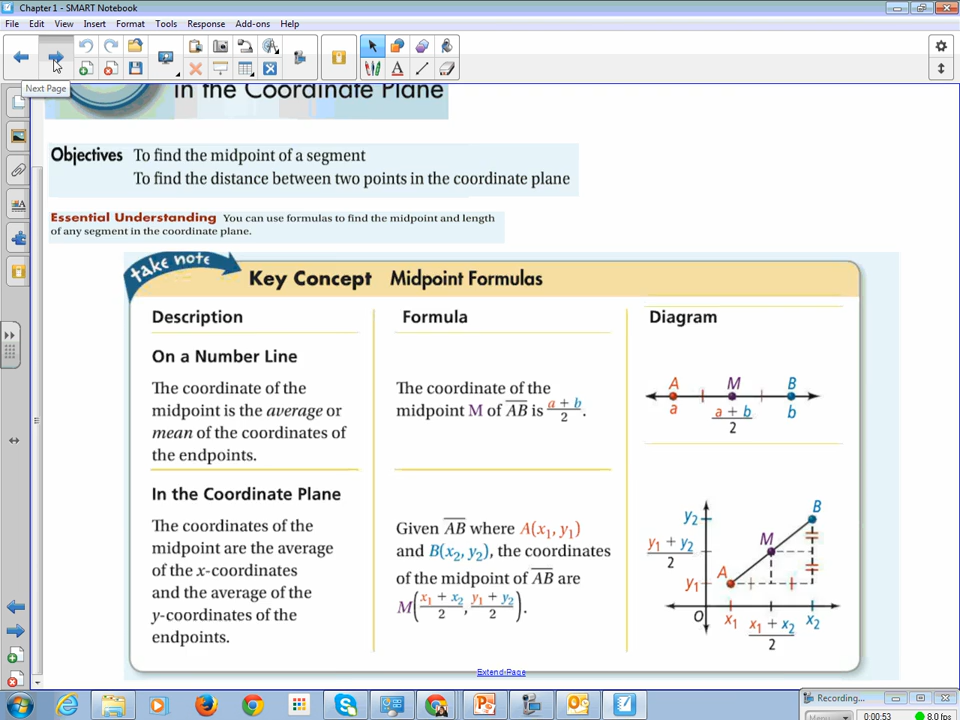 Chapter 1 - SMART Notebook
File Edit View Insert Format Tools Response Add-ons Help
Next Page
in the Coordinate Plane
Objectives To find the midpoint of a segment
To find the distance between two points in the coordinate plane
Essential Understanding You can use formulas to find the midpoint and length
of any segment in the coordinate plane.
take note
Key Concept Midpoint Formulas
Description Formula Diagram
On a Number Line
The coordinate of the
midpoint is the average or
mean of the coordinates of
the endpoints.
The coordinate of the
midpoint M of AB is a + b / 2.
A M B
a a + b / 2 b
In the Coordinate Plane
The coordinates of the
midpoint are the average
of the x-coordinates
and the average of the
y-coordinates of the
endpoints.
Given AB where A(x₁, y₁)
and B(x₂, y₂), the coordinates
of the midpoint of AB are
M(x₁ + x₂ / 2, y₁ + y₂ / 2).
B
y₂
M
y₁ + y₂ / 2
A
y₁
O x₁ x₁ + x₂ / 2 x₂
Extend Page
Recording...
Menu
0:00:53 8.0 fps